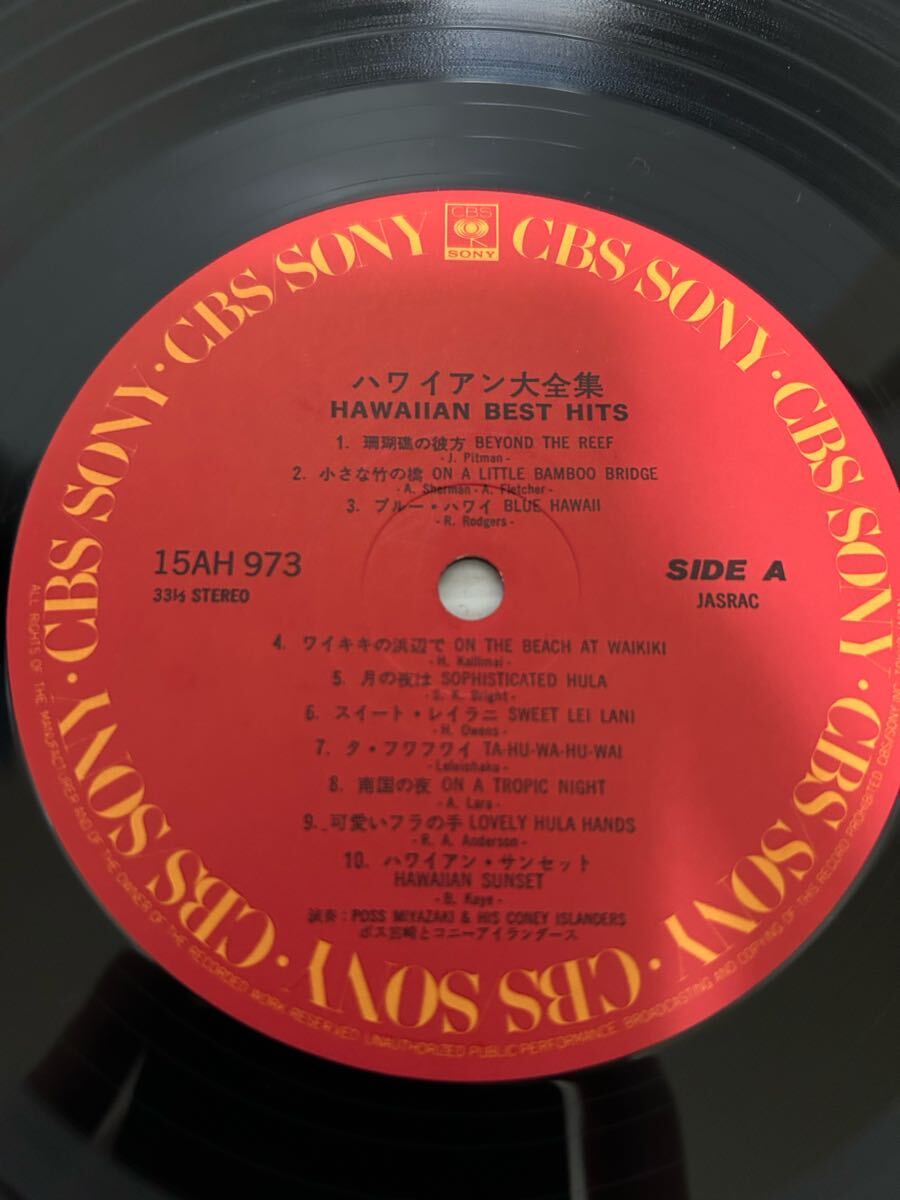 CBS
SONY
CBS/SONY · CBS/SONY · CBS/SONY · CBS SONY · CBS SONY · CBS SONY · CBS/SONY · CBS/SONY
ハワイアン大全集
HAWAIIAN BEST HITS
1. 珊瑚礁の彼方 BEYOND THE REEF
- J. Pitman -
2. 小さな竹の橋 ON A LITTLE BAMBOO BRIDGE
- A. Sherman - A. Fletcher -
3. ブルー・ハワイ BLUE HAWAII
- R. Rodgers -
15AH 973
33⅓ STEREO
SIDE A
JASRAC
4. ワイキキの浜辺で ON THE BEACH AT WAIKIKI
- H. Kailimai -
5. 月の夜は SOPHISTICATED HULA
- S. K. Bright -
6. スイート・レイラニ SWEET LEI LANI
- H. Owens -
7. タ・フワフワイ TA-HU-WA-HU-WAI
- Leleiohaku -
8. 南国の夜 ON A TROPIC NIGHT
- A. Lara -
9. 可愛いフラの手 LOVELY HULA HANDS
- R. A. Anderson -
10. ハワイアン・サンセット
HAWAIIAN SUNSET
- B. Kaye -
演奏：POSS MIYAZAKI & HIS CONEY ISLANDERS
ポス宮崎とコニーアイランダース
ALL RIGHTS OF THE MANUFACTURER AND OF THE OWNER OF THE RECORDED WORK RESERVED. UNAUTHORIZED PUBLIC PERFORMANCE, BROADCASTING AND COPYING OF THIS RECORD PROHIBITED CBS/SONY INC.